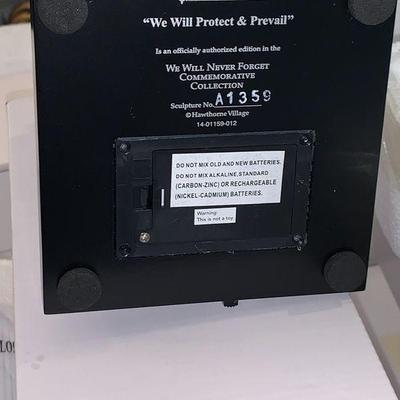 "We Will Protect & Prevail"
Is an officially authorized edition in the
WE WILL NEVER FORGET
COMMEMORATIVE
COLLECTION
Sculpture No. A1359
©Hawthorne Village
14-01159-012
DO NOT MIX OLD AND NEW BATTERIES.
DO NOT MIX ALKALINE, STANDARD
(CARBON-ZINC) OR RECHARGEABLE
(NICKEL-CADMIUM) BATTERIES.
Warning:
This is not a toy